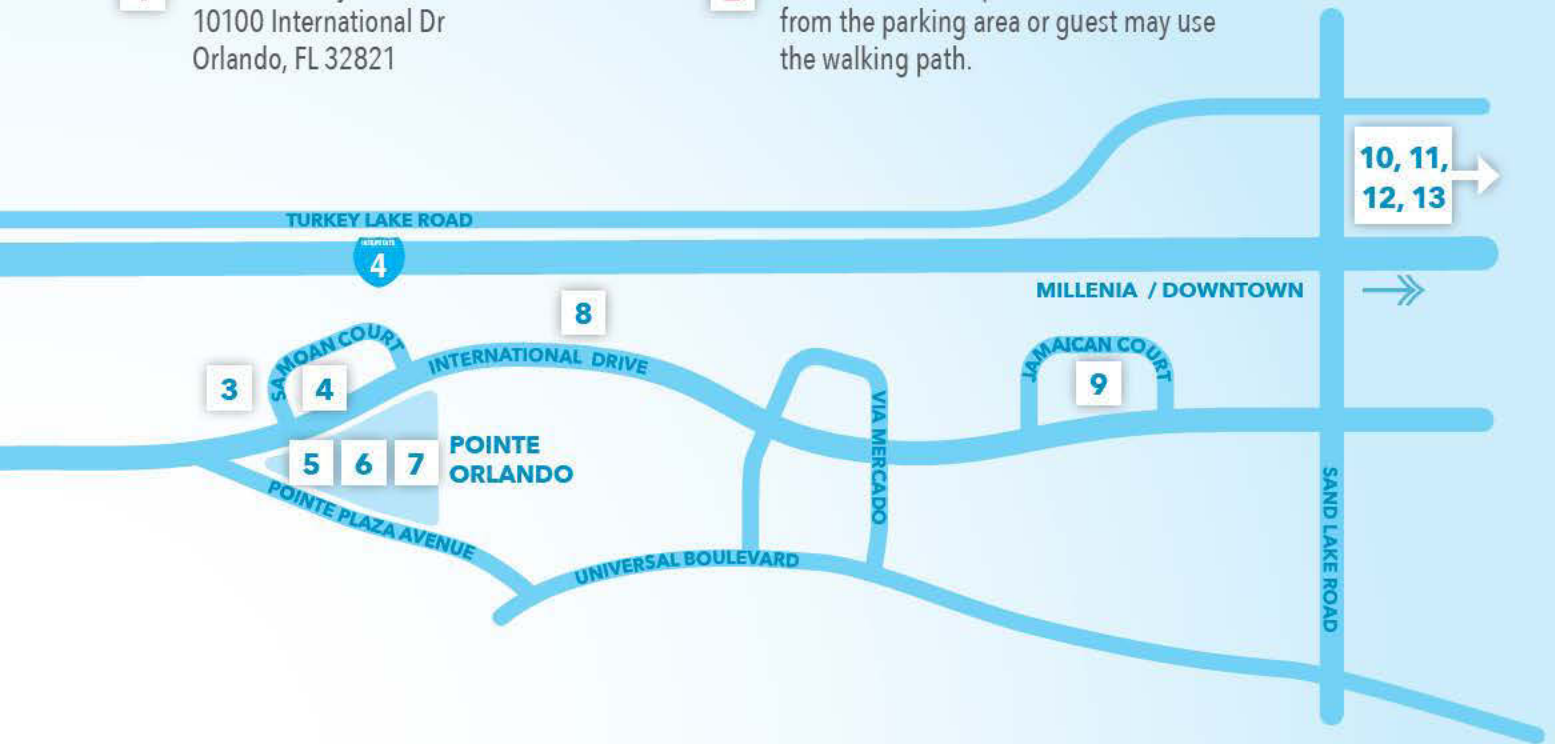 10100 International Dr
Orlando, FL 32821
from the parking area or guest may use
the walking path.
10, 11,
12, 13
TURKEY LAKE ROAD
INTERSTATE
4
MILLENIA / DOWNTOWN
8
SAMOAN COURT
INTERNATIONAL DRIVE
JAMAICAN COURT
3
4
9
VIA MERCADO
POINTE
ORLANDO
5
6
7
SAND LAKE ROAD
POINTE PLAZA AVENUE
UNIVERSAL BOULEVARD